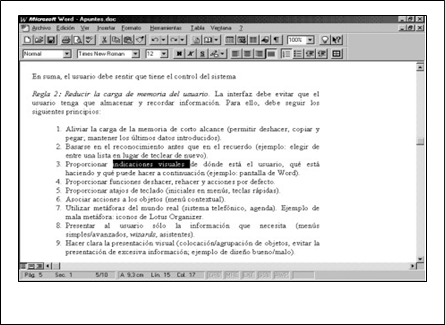 Microsoft Word - Apuntes.doc
Archivo Edición Ver Insertar Formato Herramientas Tabla Ventana ?
100%
Normal Times New Roman 12 N K S
En suma, el usuario debe sentir que tiene el control del sistema
Regla 2: Reducir la carga de memoria del usuario. La interfaz debe evitar que el
usuario tenga que almacenar y recordar información. Para ello, debe seguir los
siguientes principios:
1. Aliviar la carga de la memoria de corto alcance (permitir deshacer, copiar y
pegar, mantener los últimos datos introducidos).
2. Basarse en el reconocimiento antes que en el recuerdo (ejemplo: elegir de
entre una lista en lugar de teclear de nuevo).
3. Proporcionar indicaciones visuales de dónde está el usuario, qué está
haciendo y qué puede hacer a continuación (ejemplo: pantalla de Word).
4. Proporcionar funciones deshacer, rehacer y acciones por defecto.
5. Proporcionar atajos de teclado (iniciales en menús, teclas rápidas).
6. Asociar acciones a los objetos (menú contextual).
7. Utilizar metáforas del mundo real (sistema telefónico, agenda). Ejemplo de
mala metáfora: iconos de Lotus Organizer.
8. Presentar al usuario sólo la información que necesita (menús
simples/avanzados, wizards, asistentes).
9. Hacer clara la presentación visual (colocación/agrupación de objetos, evitar la
presentación de excesiva información; ejemplo de diseño bueno/malo).
Pág. 5 Sec. 1 5/10 A 9,3 cm Lín. 15 Col. 17